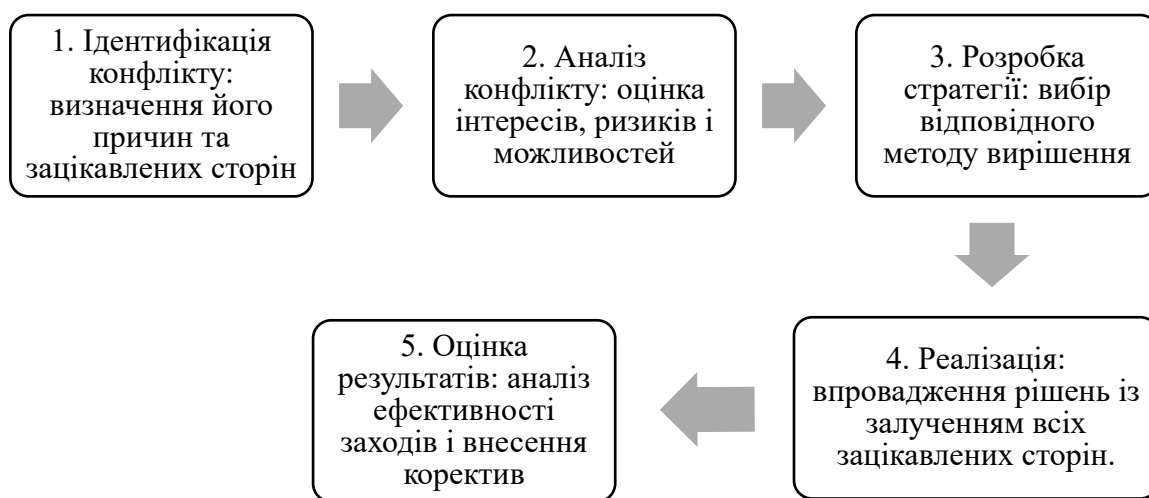 1. Ідентифікація
конфлікту:
визначення його
причин та
зацікавлених сторін
2. Аналіз
конфлікту: оцінка
інтересів, ризиків і
можливостей
3. Розробка
стратегії: вибір
відповідного
методу вирішення
4. Реалізація:
впровадження рішень із
залученням всіх
зацікавлених сторін.
5. Оцінка
результатів: аналіз
ефективності
заходів і внесення
коректив